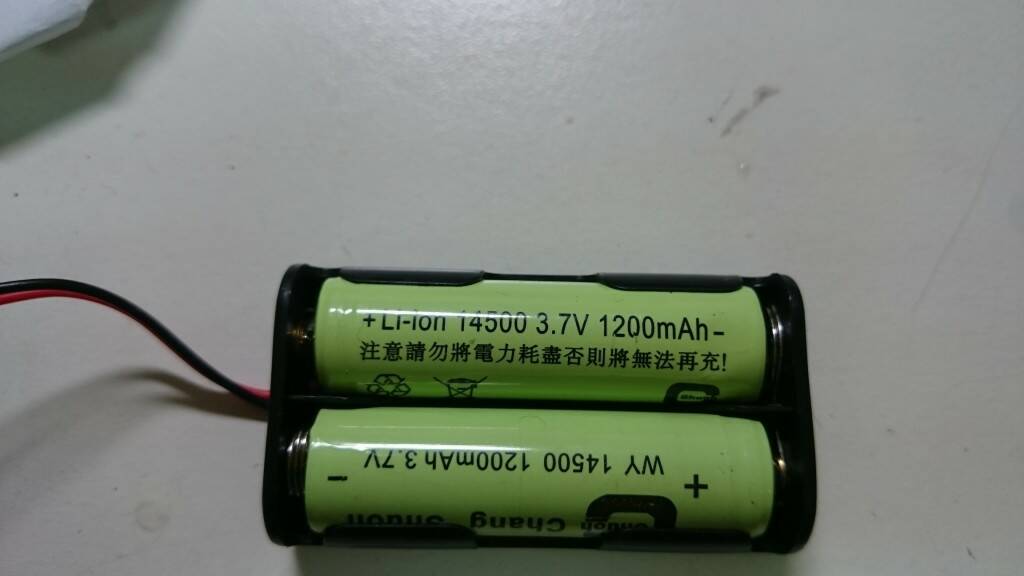 + Li-ion 14500 3.7V 1200mAh -
注意請勿將電力耗盡否則將無法再充!
WY 14500 1200mAh 3.7V
+ -
Chang Shuoh